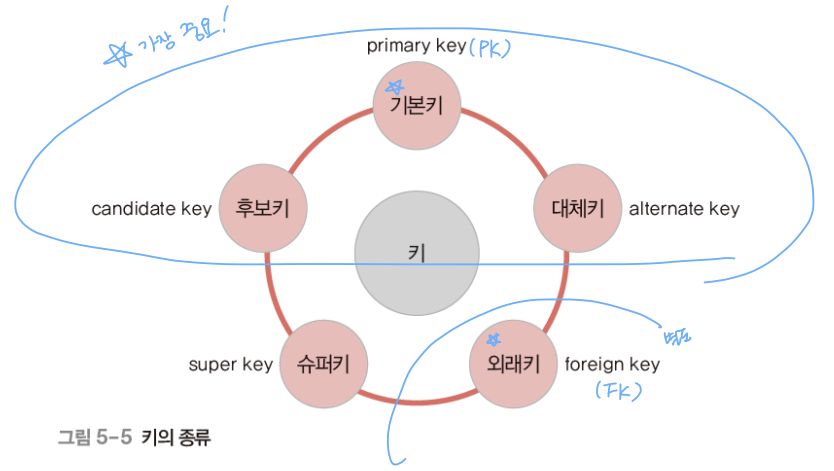 ☆ 가장 중요!
primary key (PK)
☆
기본키
candidate key 후보키
대체키 alternate key
키
super key 슈퍼키
☆
외래키 foreign key
별도
(FK)
그림 5-5 키의 종류